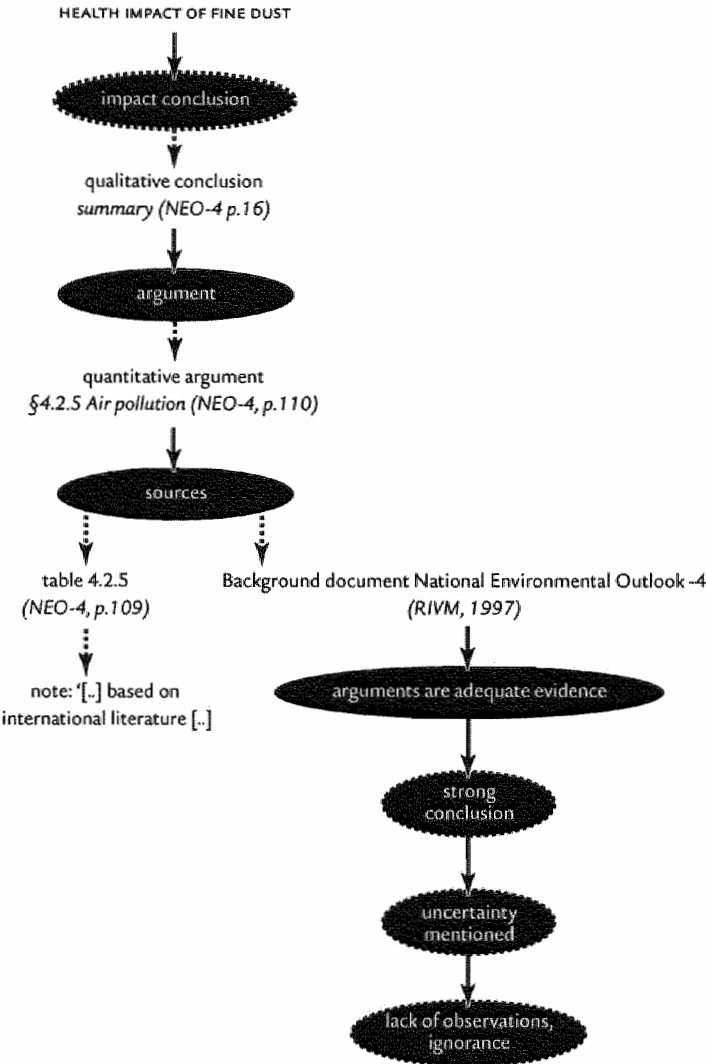 HEALTH IMPACT OF FINE DUST
impact conclusion
qualitative conclusion
summary (NEO-4 p.16)
argument
quantitative argument
§4.2.5 Air pollution (NEO-4, p.110)
sources
table 4.2.5
(NEO-4, p.109)
note: '[..] based on
international literature [..]
Background document National Environmental Outlook -4
(RIVM, 1997)
arguments are adequate evidence
strong
conclusion
uncertainty
mentioned
lack of observations,
ignorance